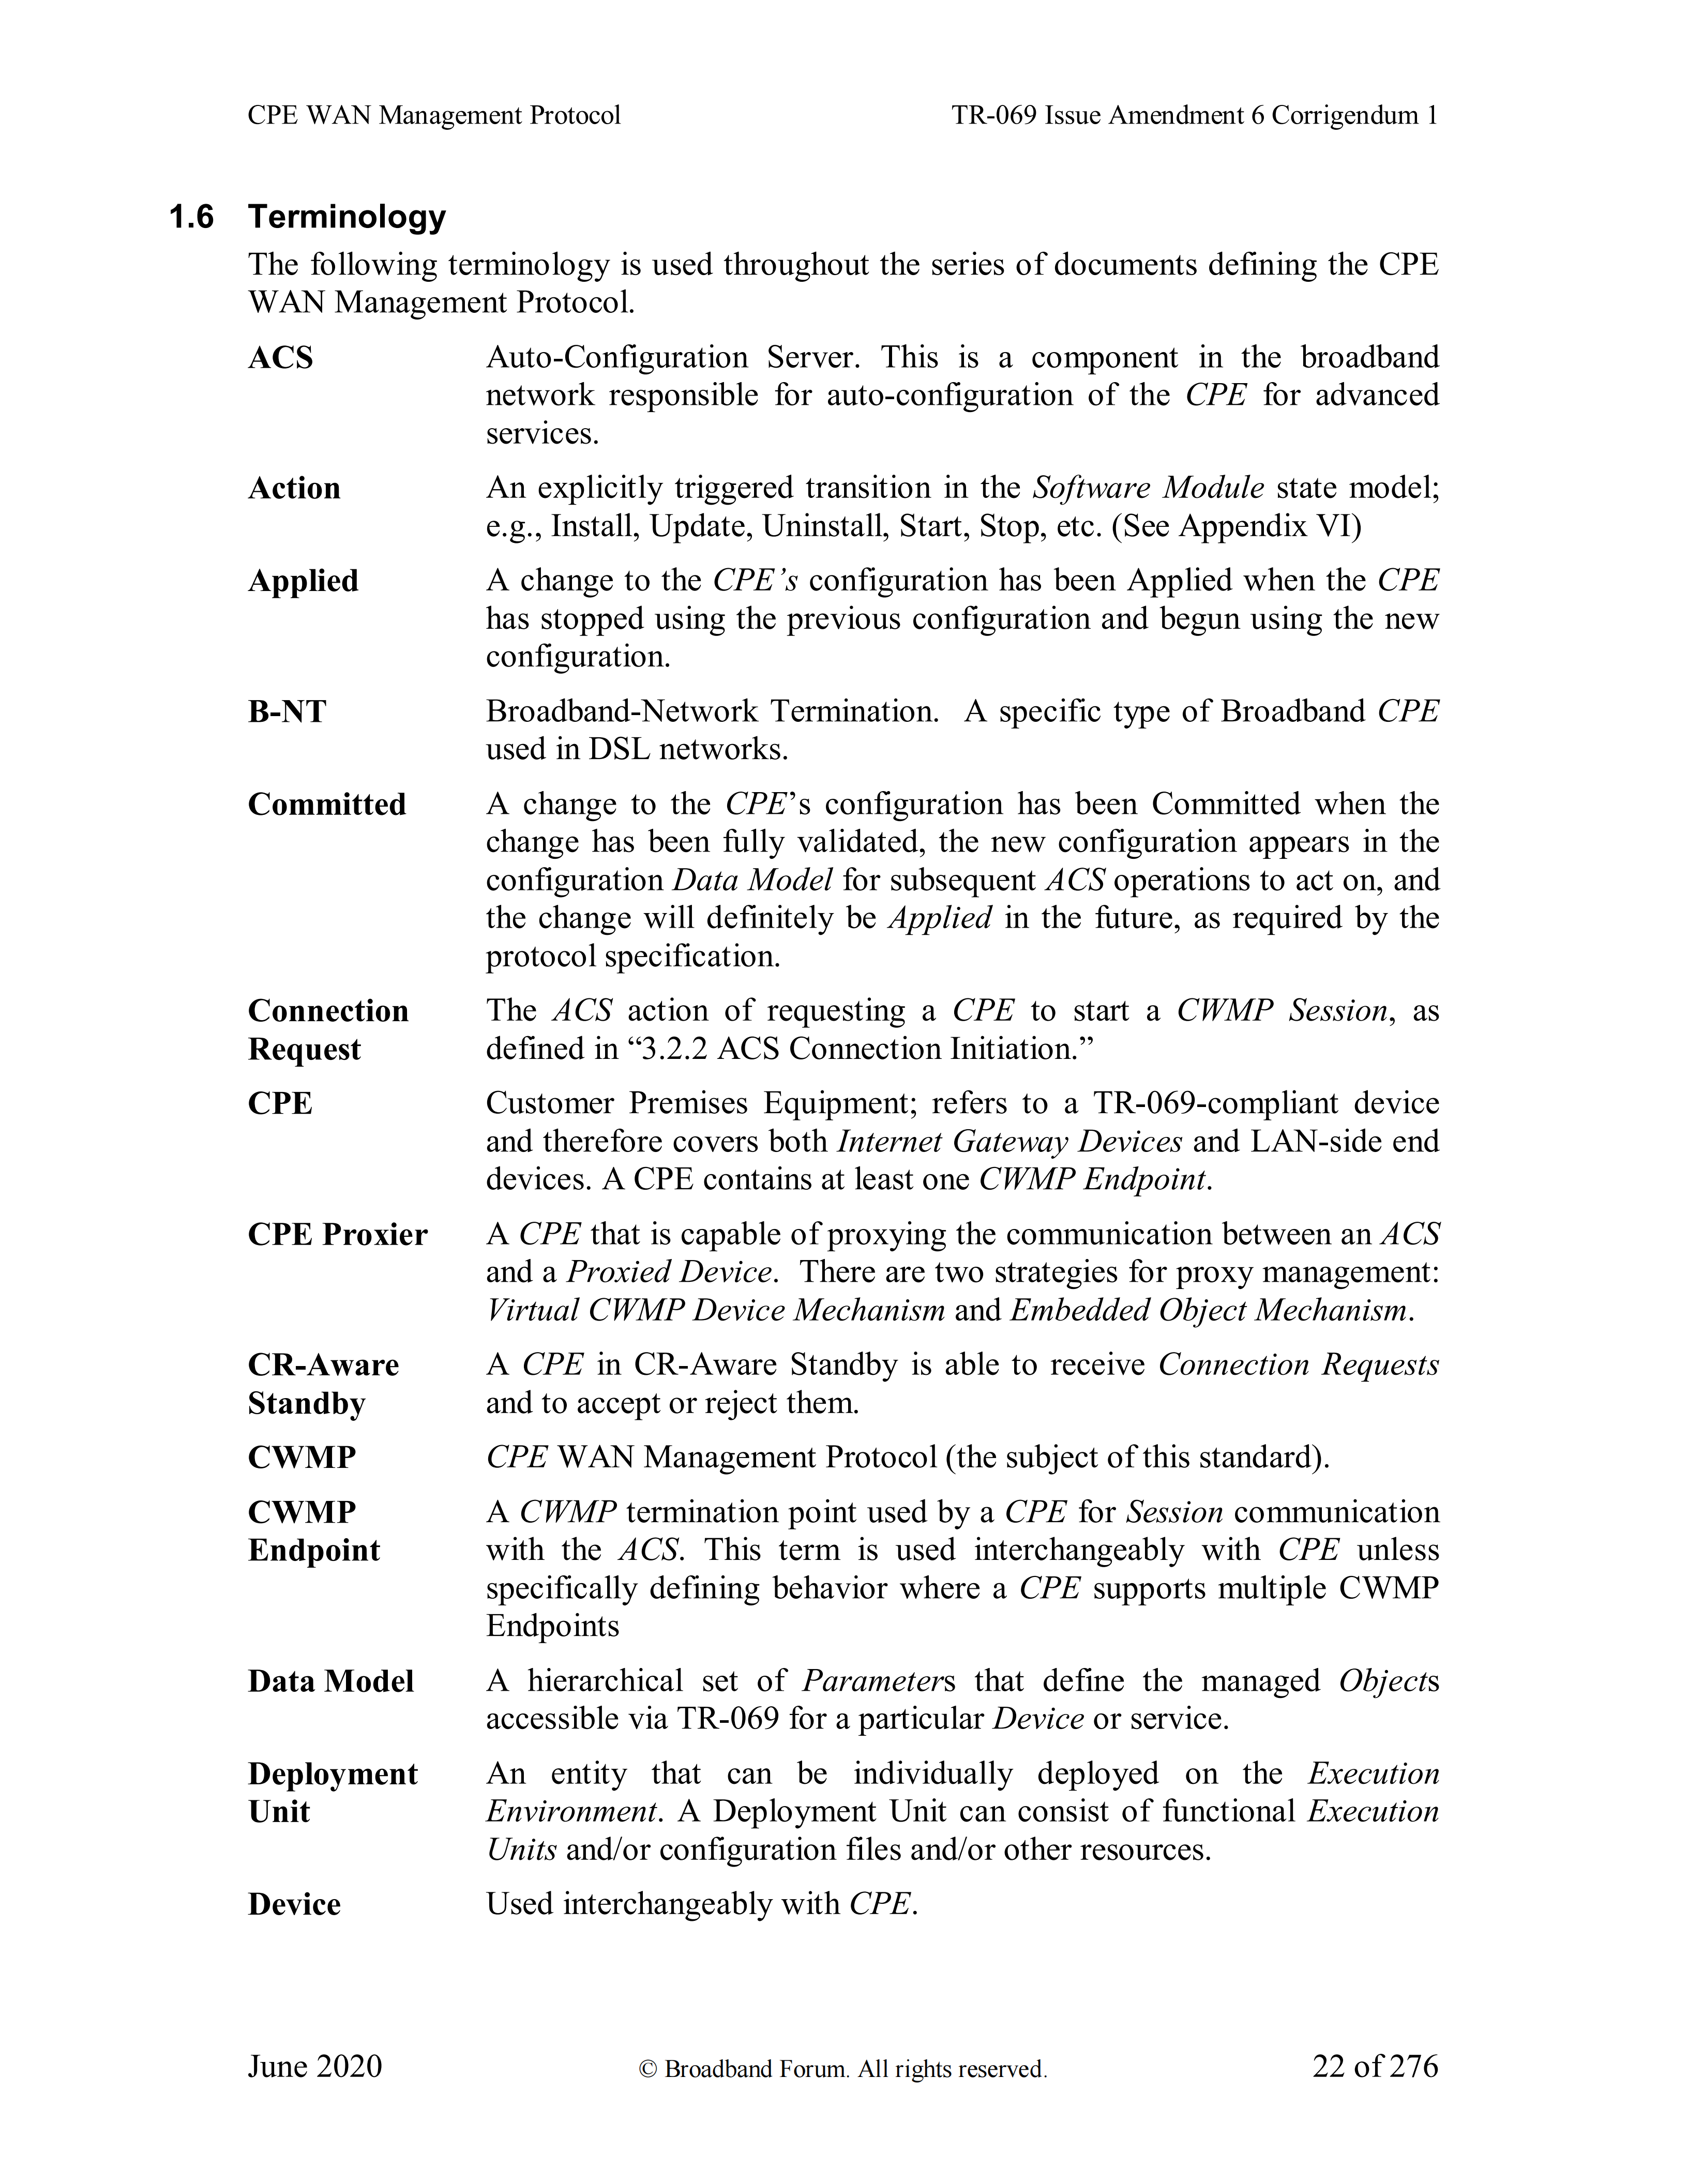 CPE WAN Management Protocol TR-069 Issue Amendment 6 Corrigendum 1
1.6 Terminology
The following terminology is used throughout the series of documents defining the CPE
WAN Management Protocol.
ACS Auto-Configuration Server. This is a component in the broadband
network responsible for auto-configuration of the CPE for advanced
services.
Action An explicitly triggered transition in the Software Module state model;
e.g., Install, Update, Uninstall, Start, Stop, etc. (See Appendix VI)
Applied A change to the CPE’s configuration has been Applied when the CPE
has stopped using the previous configuration and begun using the new
configuration.
B-NT Broadband-Network Termination. A specific type of Broadband CPE
used in DSL networks.
Committed A change to the CPE’s configuration has been Committed when the
change has been fully validated, the new configuration appears in the
configuration Data Model for subsequent ACS operations to act on, and
the change will definitely be Applied in the future, as required by the
protocol specification.
Connection The ACS action of requesting a CPE to start a CWMP Session, as
Request defined in “3.2.2 ACS Connection Initiation.”
CPE Customer Premises Equipment; refers to a TR-069-compliant device
and therefore covers both Internet Gateway Devices and LAN-side end
devices. A CPE contains at least one CWMP Endpoint.
CPE Proxier A CPE that is capable of proxying the communication between an ACS
and a Proxied Device. There are two strategies for proxy management:
Virtual CWMP Device Mechanism and Embedded Object Mechanism.
CR-Aware A CPE in CR-Aware Standby is able to receive Connection Requests
Standby and to accept or reject them.
CWMP CPE WAN Management Protocol (the subject of this standard).
CWMP A CWMP termination point used by a CPE for Session communication
Endpoint with the ACS. This term is used interchangeably with CPE unless
specifically defining behavior where a CPE supports multiple CWMP
Endpoints
Data Model A hierarchical set of Parameters that define the managed Objects
accessible via TR-069 for a particular Device or service.
Deployment An entity that can be individually deployed on the Execution
Unit Environment. A Deployment Unit can consist of functional Execution
Units and/or configuration files and/or other resources.
Device Used interchangeably with CPE.
June 2020 © Broadband Forum. All rights reserved. 22 of 276